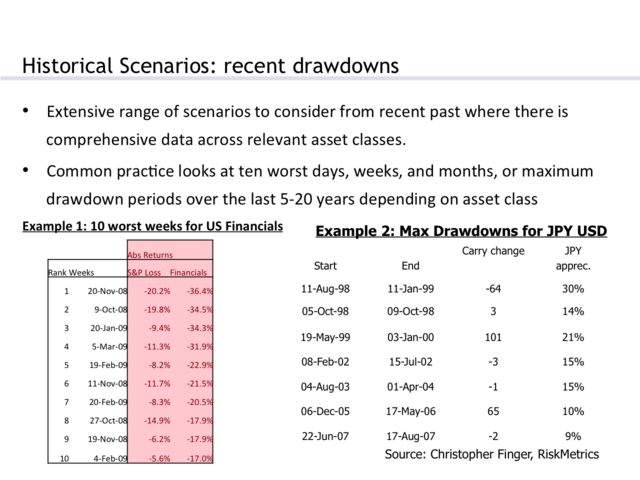 Historical Scenarios: recent drawdowns
• Extensive range of scenarios to consider from recent past where there is
comprehensive data across relevant asset classes.
• Common practice looks at ten worst days, weeks, and months, or maximum
drawdown periods over the last 5-20 years depending on asset class
Example 1: 10 worst weeks for US Financials
Abs Returns
Rank Weeks S&P Loss Financials
1 20-Nov-08 -20.2% -36.4%
2 9-Oct-08 -19.8% -34.5%
3 20-Jan-09 -9.4% -34.3%
4 5-Mar-09 -11.3% -31.9%
5 19-Feb-09 -8.2% -22.9%
6 11-Nov-08 -11.7% -21.5%
7 20-Feb-09 -8.3% -20.5%
8 27-Oct-08 -14.9% -17.9%
9 19-Nov-08 -6.2% -17.9%
10 4-Feb-09 -5.6% -17.0%
Example 2: Max Drawdowns for JPY USD
Carry change JPY
Start End apprec.
11-Aug-98 11-Jan-99 -64 30%
05-Oct-98 09-Oct-98 3 14%
19-May-99 03-Jan-00 101 21%
08-Feb-02 15-Jul-02 -3 15%
04-Aug-03 01-Apr-04 -1 15%
06-Dec-05 17-May-06 65 10%
22-Jun-07 17-Aug-07 -2 9%
Source: Christopher Finger, RiskMetrics